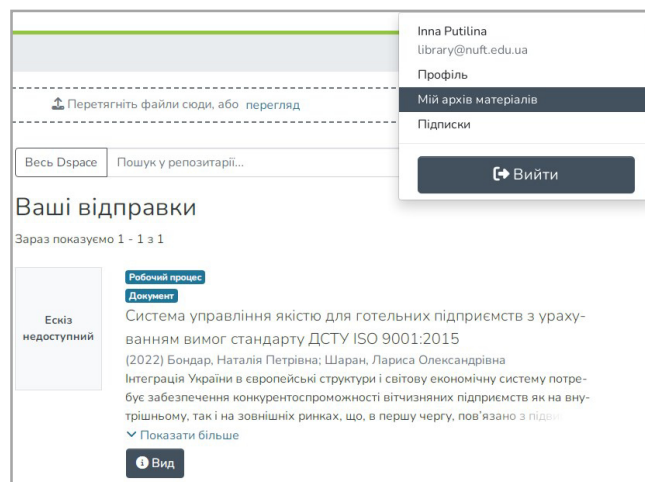 Inna Putilina
library@nuft.edu.ua
Профіль
Мій архів матеріалів
Підписки
Вийти
Перетягніть файли сюди, або перегляд
Весь Dspace Пошук у репозитарії...
Ваші відправки
Зараз показуємо 1 - 1 з 1
Ескіз
недоступний
Робочий процес
Документ
Система управління якістю для готельних підприємств з ураху-
ванням вимог стандарту ДСТУ ISO 9001:2015
(2022) Бондар, Наталія Петрівна; Шаран, Лариса Олександрівна
Інтеграція України в європейські структури і світову економічну систему потре-
бує забезпечення конкурентоспроможності вітчизняних підприємств як на вну-
трішньому, так і на зовнішніх ринках, що, в першу чергу, пов’язано з
Показати більше
Вид